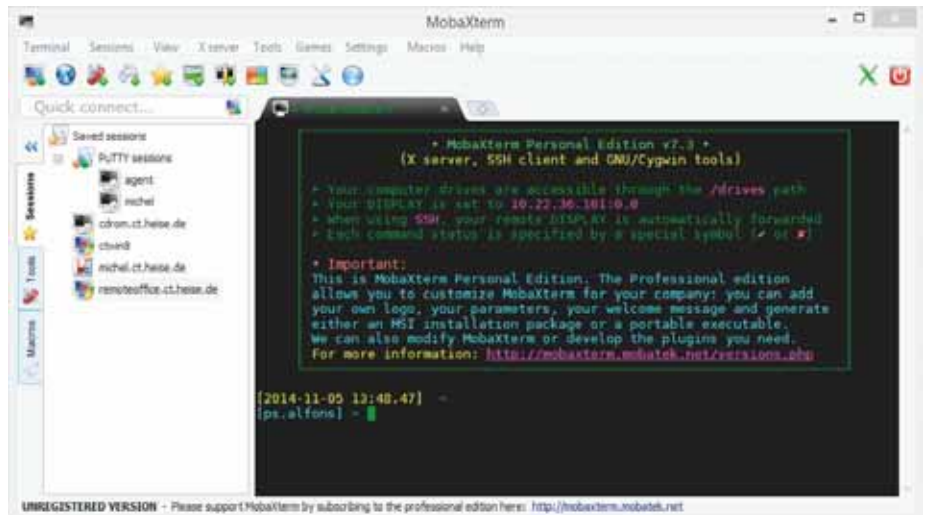 MobaXterm
Terminal Sessions View X server Tools Games Settings Macros Help
Quick connect...
Saved sessions
PuTTY sessions
agent
michel
cdrom.ct.heise.de
ctwindi
michel.ct.heise.de
remoteoffice.ct.heise.de
Sessions
Tools
Macros
• MobaXterm Personal Edition v7.3 •
(X server, SSH client and GNU/Cygwin tools)
Your computer drives are accessible through the /drives path
Your DISPLAY is set to 10.22.36.101:0.0
When using SSH, your remote DISPLAY is automatically forwarded
Each command status is specified by a special symbol (✓ or ✗)
• Important:
This is MobaXterm Personal Edition. The Professional edition
allows you to customize MobaXterm for your company: you can add
your own logo, your parameters, your welcome message and generate
either an MSI installation package or a portable executable.
We can also modify MobaXterm or develop the plugins you need.
For more information: http://mobaxterm.mobatek.net/versions.php
[2014-11-05 13:48.47] ~
[ps.alfons] >
UNREGISTERED VERSION - Please support MobaXterm by subscribing to the professional edition here: http://mobaxterm.mobatek.net